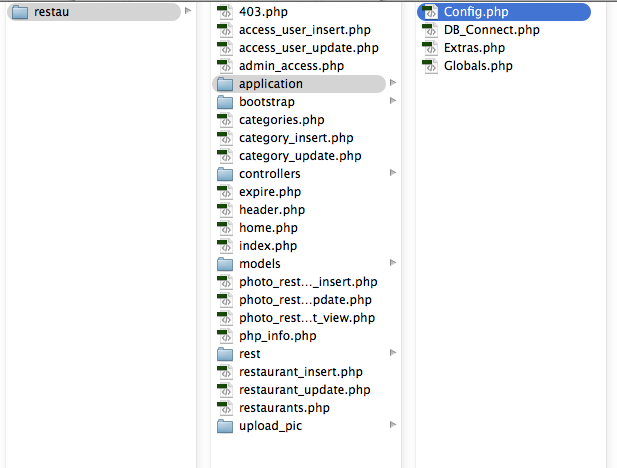 restau
403.php
access_user_insert.php
access_user_update.php
admin_access.php
application
bootstrap
categories.php
category_insert.php
category_update.php
controllers
expire.php
header.php
home.php
index.php
models
photo_rest..._insert.php
photo_rest...pdate.php
photo_rest...t_view.php
php_info.php
rest
restaurant_insert.php
restaurant_update.php
restaurants.php
upload_pic
Config.php
DB_Connect.php
Extras.php
Globals.php